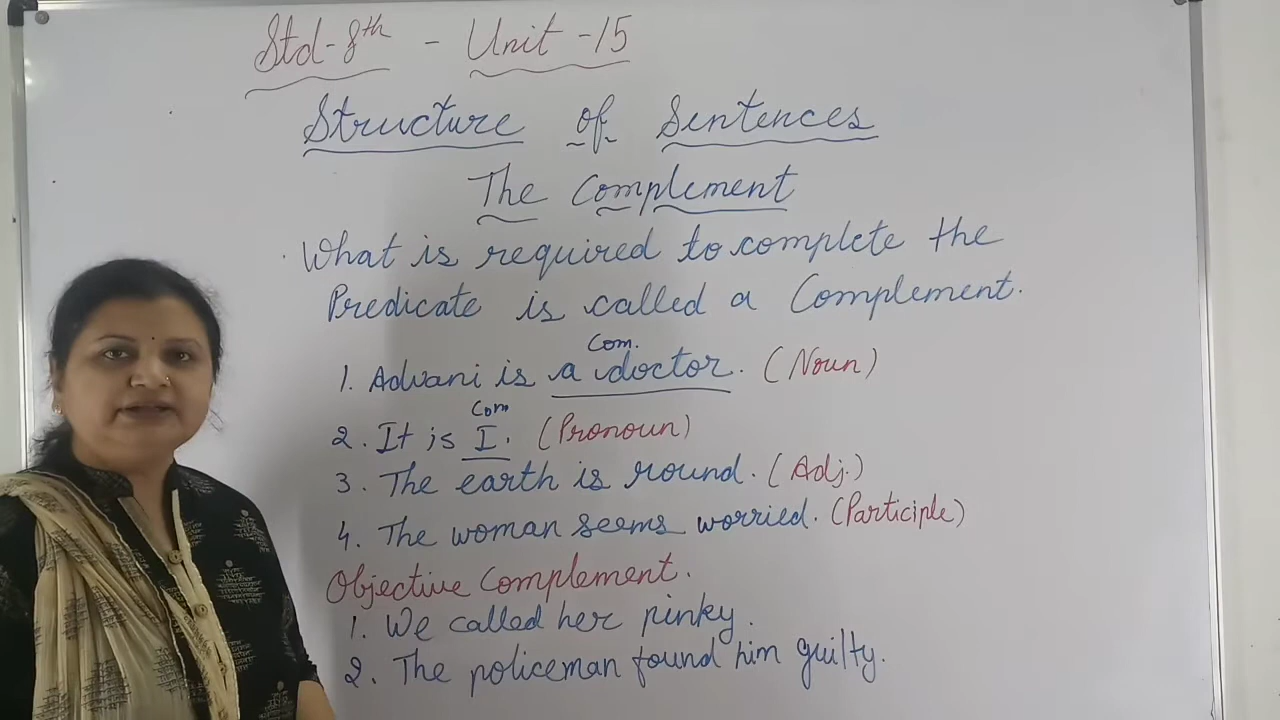 Std-8th - Unit-15
Structure of Sentences
The Complement
What is required to complete the
Predicate is called a Complement.
Com.
1. Advani is a doctor. (Noun)
Com
2. It is I. (Pronoun)
3. The earth is round. (Adj.)
4. The woman seems worried. (Participle)
Objective Complement.
1. We called her pinky.
2. The policeman found him guilty.